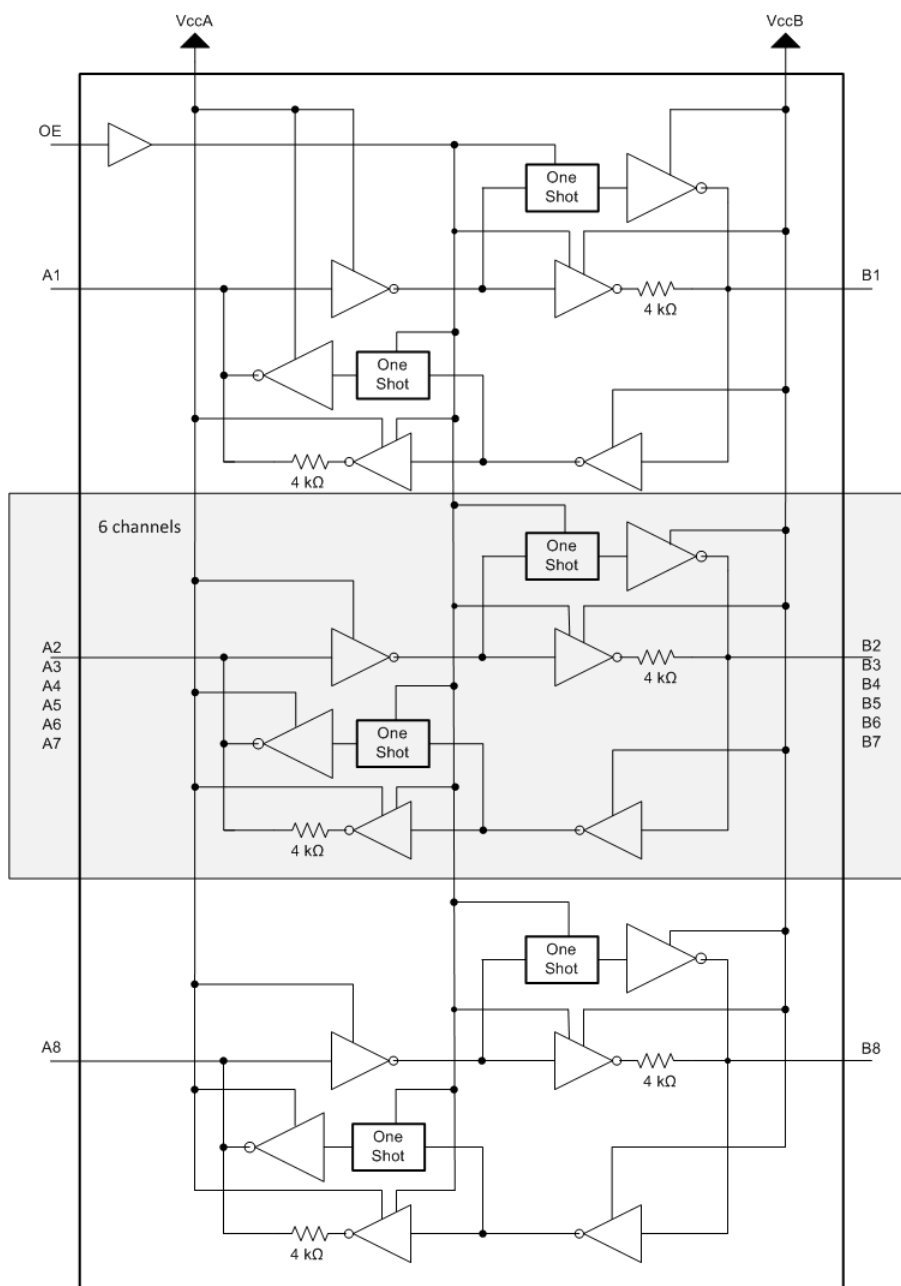 VccA
VccB
OE
One
Shot
A1
B1
4 kΩ
One
Shot
4 kΩ
6 channels
One
Shot
A2
A3
A4
A5
A6
A7
B2
B3
B4
B5
B6
B7
4 kΩ
One
Shot
4 kΩ
One
Shot
A8
B8
4 kΩ
One
Shot
4 kΩ